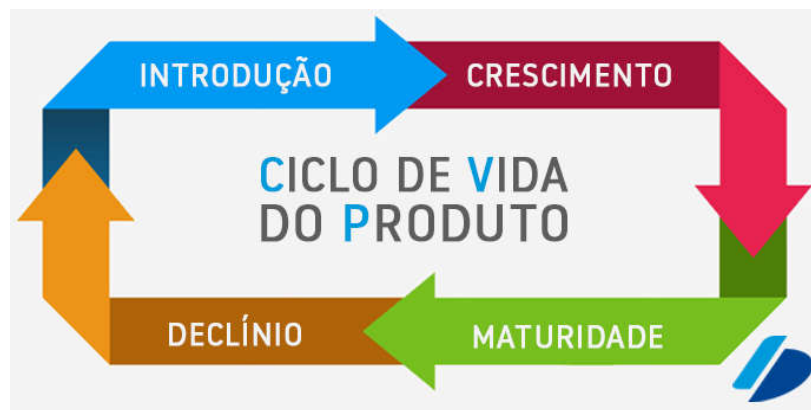 INTRODUÇÃO
CRESCIMENTO
CICLO DE VIDA
DO PRODUTO
DECLÍNIO
MATURIDADE